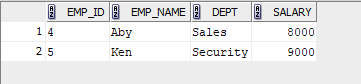 EMP_ID EMP_NAME DEPT SALARY
1 4 Aby Sales 8000
2 5 Ken Security 9000